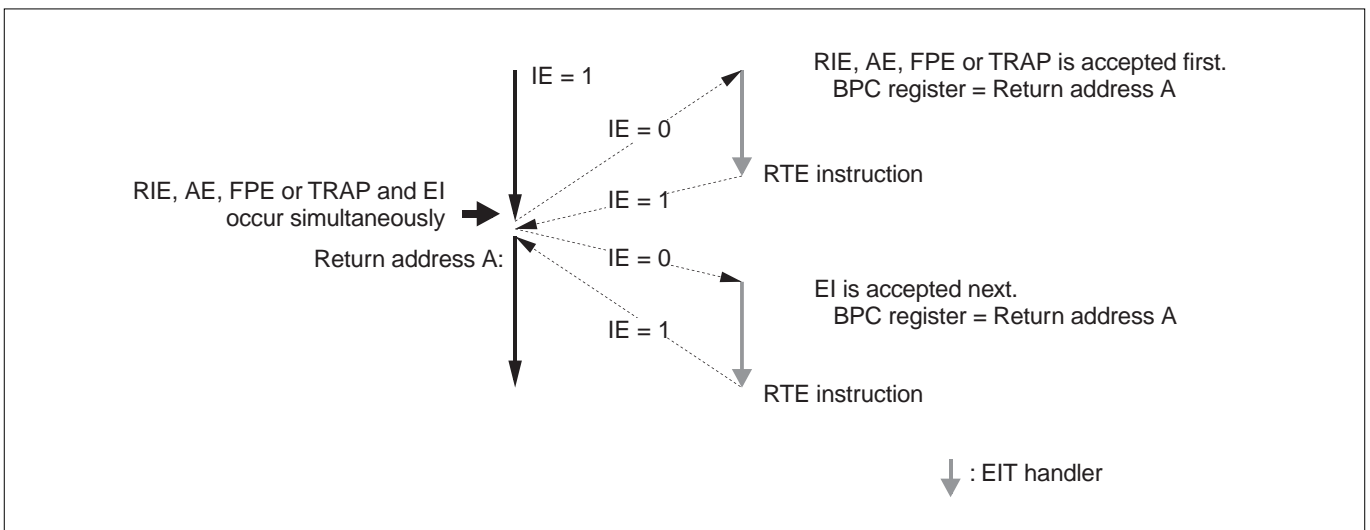 IE = 1
RIE, AE, FPE or TRAP is accepted first.
BPC register = Return address A
IE = 0
RTE instruction
RIE, AE, FPE or TRAP and EI
occur simultaneously
IE = 1
Return address A:
IE = 0
EI is accepted next.
BPC register = Return address A
IE = 1
RTE instruction
: EIT handler